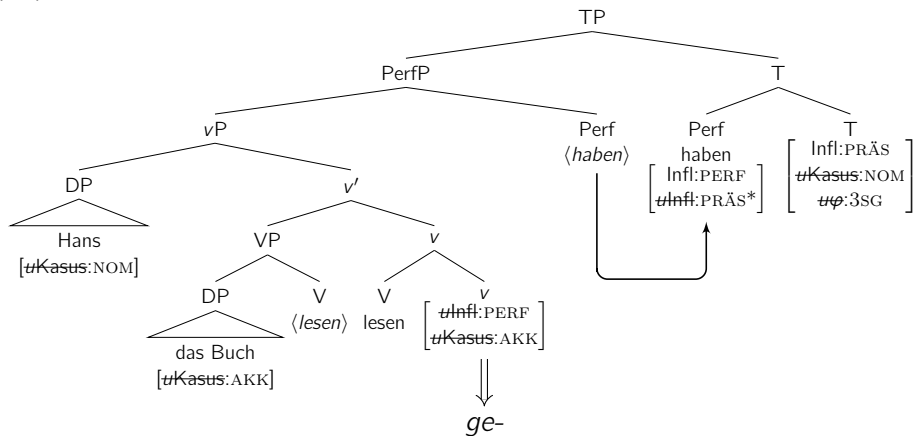 TP
PerfP T
vP Perf Perf T
⟨haben⟩ haben Infl:PRÄS
DP v′ Infl:PERF uKasus:NOM
uInfl:PRÄS* uφ:3SG
Hans VP v
[uKasus:NOM]
DP V V v
⟨lesen⟩ lesen uInfl:PERF
das Buch uKasus:AKK
[uKasus:AKK]
ge-